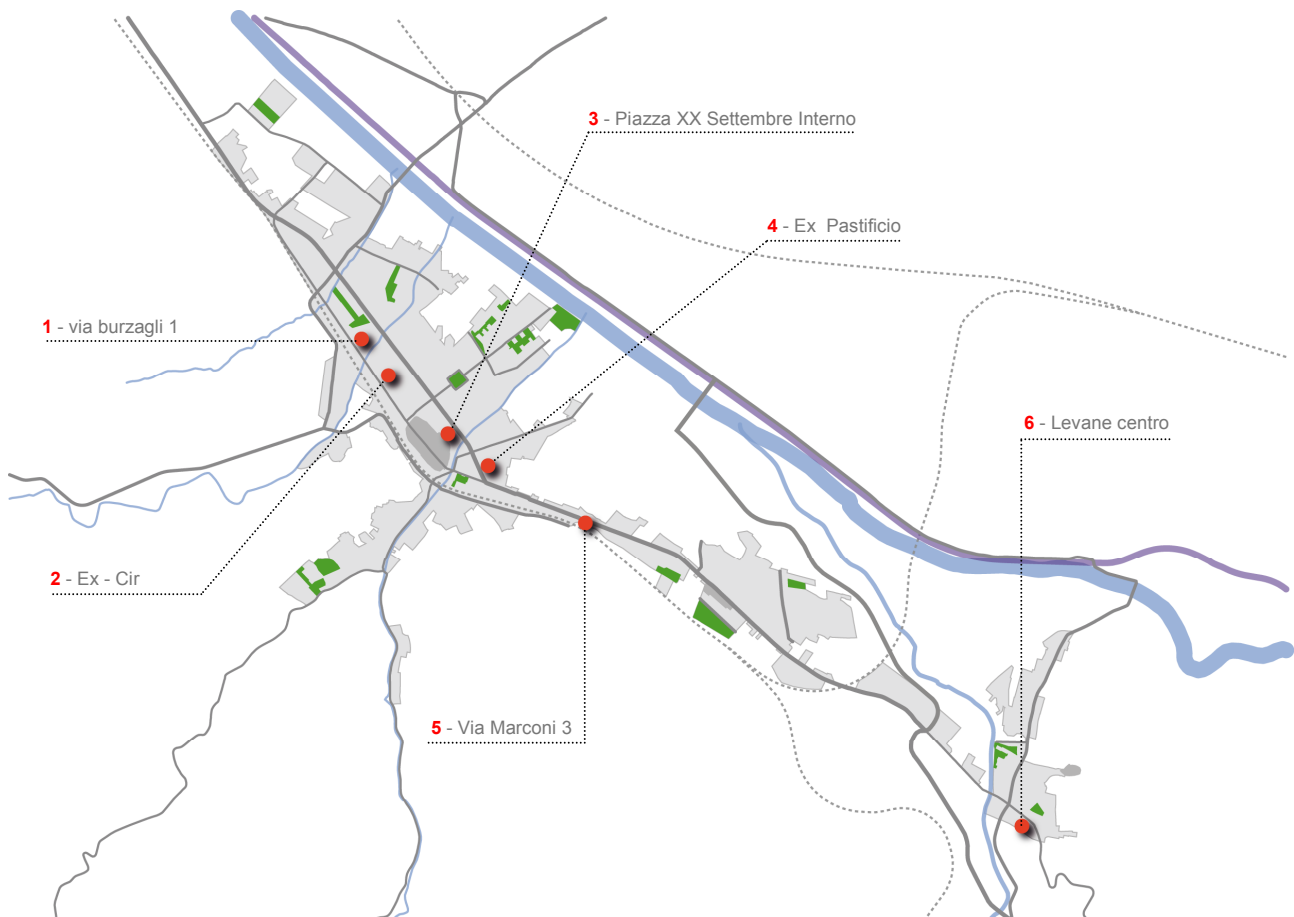 3 - Piazza XX Settembre Interno
4 - Ex Pastificio
1 - via burzagli 1
6 - Levane centro
2 - Ex - Cir
5 - Via Marconi 3